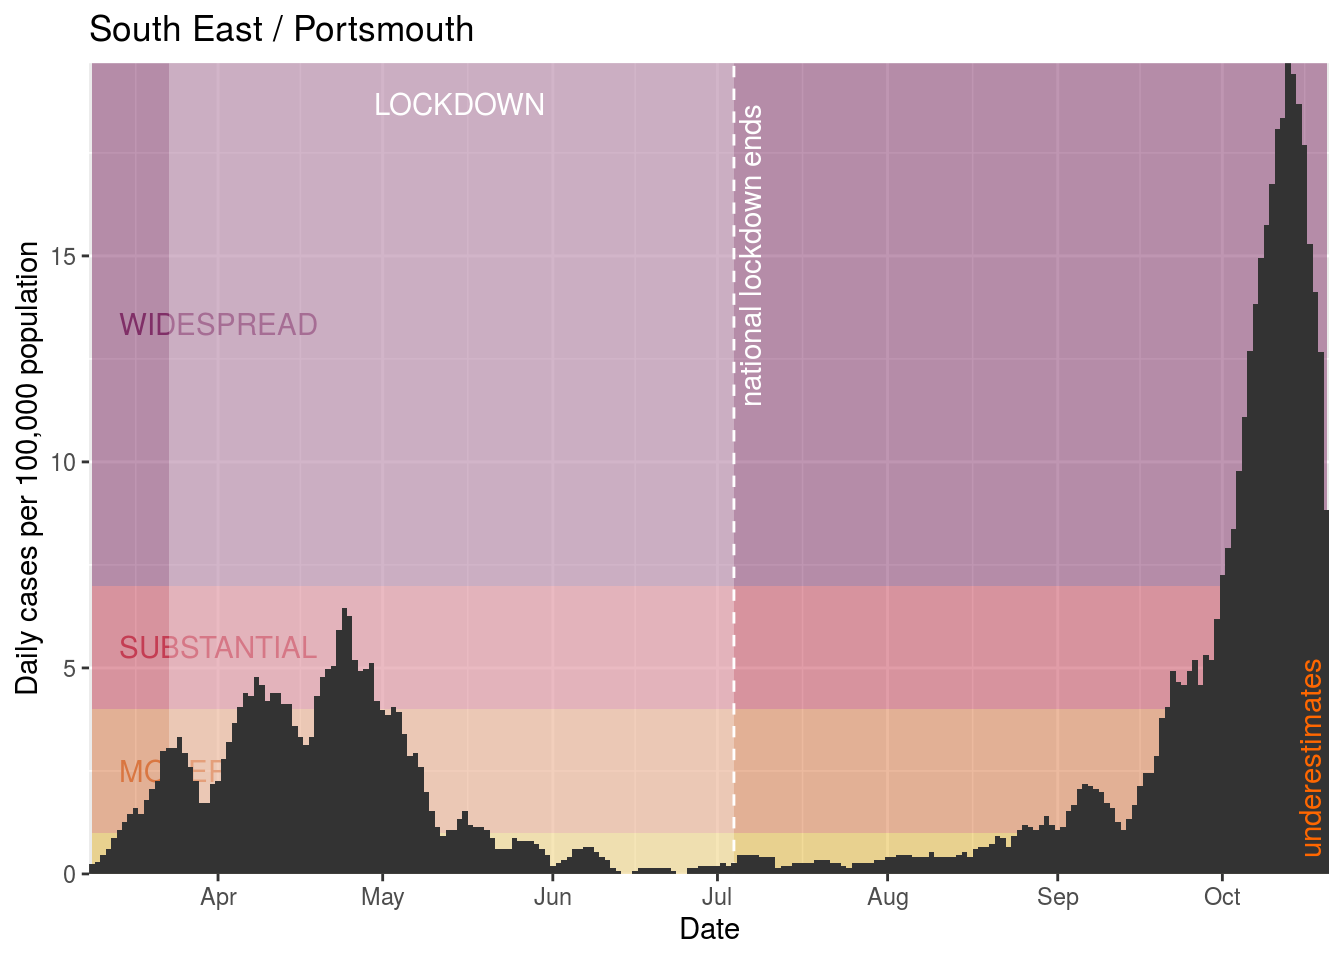 South East / Portsmouth
LOCKDOWN
national lockdown ends
WIDESPREAD
SUBSTANTIAL
underestimates
Daily cases per 100,000 population
15
10
5
0
Apr
May
Jun
Jul
Aug
Sep
Oct
Date